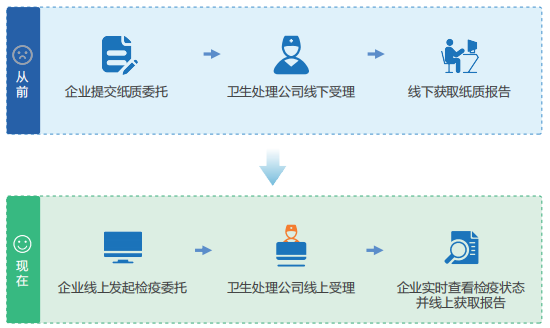 从前
企业提交纸质委托
卫生处理公司线下受理
线下获取纸质报告
现在
企业线上发起检疫委托
卫生处理公司线上受理
企业实时查看检疫状态
并线上获取报告